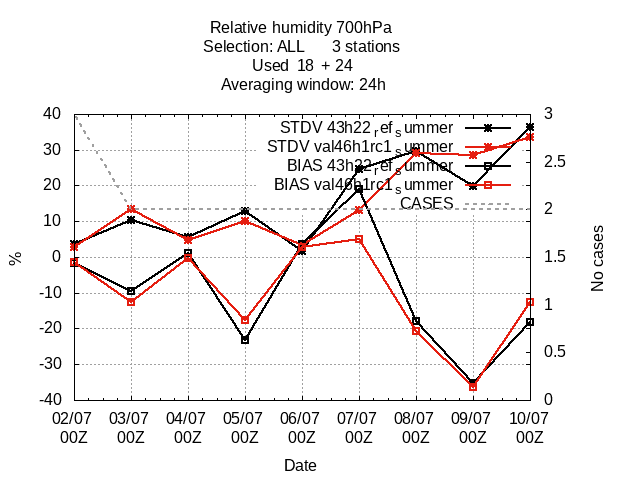 Relative humidity 700hPa
Selection: ALL 3 stations
Used 18 + 24
Averaging window: 24h
40
30
20
10
0
-10
-20
-30
-40
%
STDV 43h22_ref_summer
STDV val46h1rc1_summer
BIAS 43h22_ref_summer
BIAS val46h1rc1_summer
CASES
3
2.5
2
1.5
1
0.5
0
No cases
02/07 03/07 04/07 05/07 06/07 07/07 08/07 09/07 10/07
00Z 00Z 00Z 00Z 00Z 00Z 00Z 00Z 00Z
Date